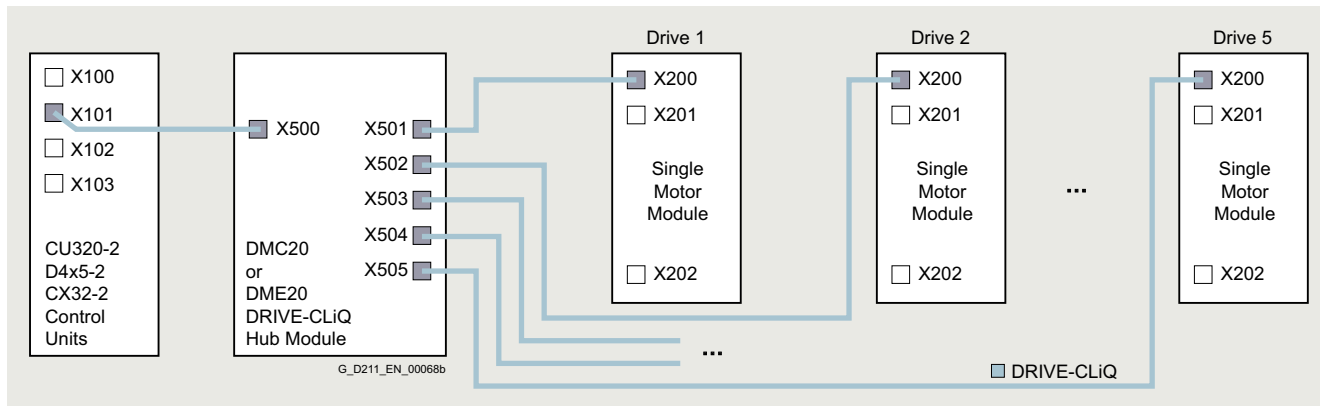 Drive 1
Drive 2
Drive 5
X100
X101
X102
X103
CU320-2
D4x5-2
CX32-2
Control
Units
X500
X501
X502
X503
X504
X505
DMC20
or
DME20
DRIVE-CLiQ
Hub Module
X200
X201
Single
Motor
Module
X202
X200
X201
Single
Motor
Module
X202
...
X200
X201
Single
Motor
Module
X202
...
G_D211_EN_00068b
DRIVE-CLiQ